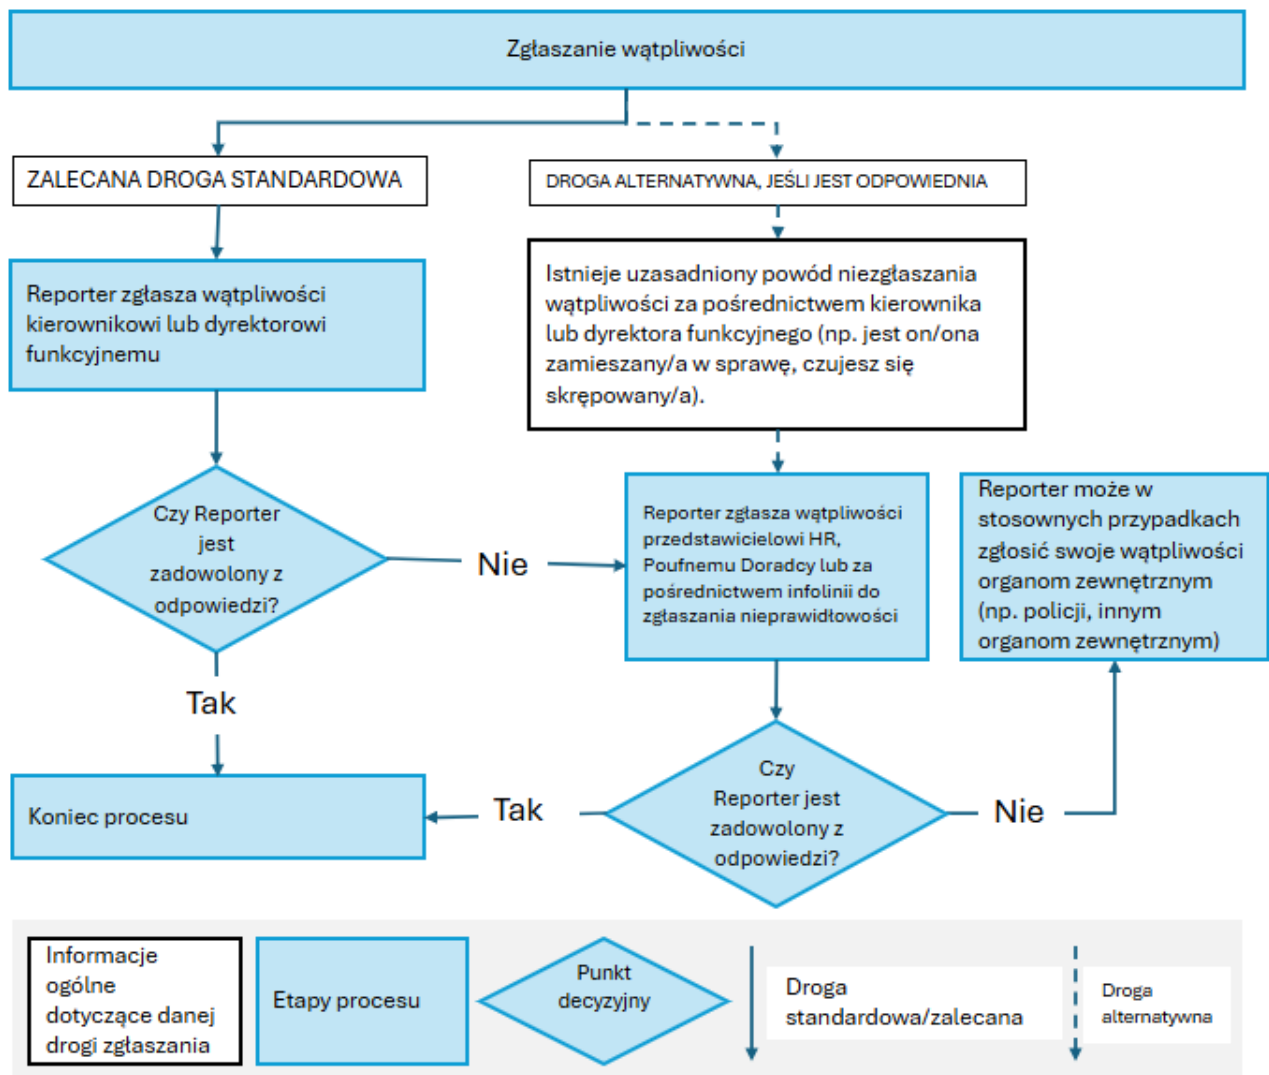 Zgłaszanie wątpliwości
ZALECANA DROGA STANDARDOWA
DROGA ALTERNATYWNA, JEŚLI JEST ODPOWIEDNIA
Reporter zgłasza wątpliwości
kierownikowi lub dyrektorowi
funkcyjnemu
Istnieje uzasadniony powód niezgłaszania
wątpliwości za pośrednictwem kierownika
lub dyrektora funkcyjnego (np. jest on/ona
zamieszany/a w sprawę, czujesz się
skrępowany/a).
Czy Reporter
jest
zadowolony z
odpowiedzi?
Nie
Reporter zgłasza wątpliwości
przedstawicielowi HR,
Poufnemu Doradcy lub za
pośrednictwem infolinii do
zgłaszania nieprawidłowości
Reporter może w
stosownych przypadkach
zgłosić swoje wątpliwości
organom zewnętrznym
(np. policji, innym
organom zewnętrznym)
Tak
Koniec procesu
Tak
Czy
Reporter jest
zadowolony z
odpowiedzi?
Nie
Informacje
ogólne
dotyczące danej
drogi zgłaszania
Etapy procesu
Punkt
decyzyjny
Droga
standardowa/zalecana
Droga
alternatywna